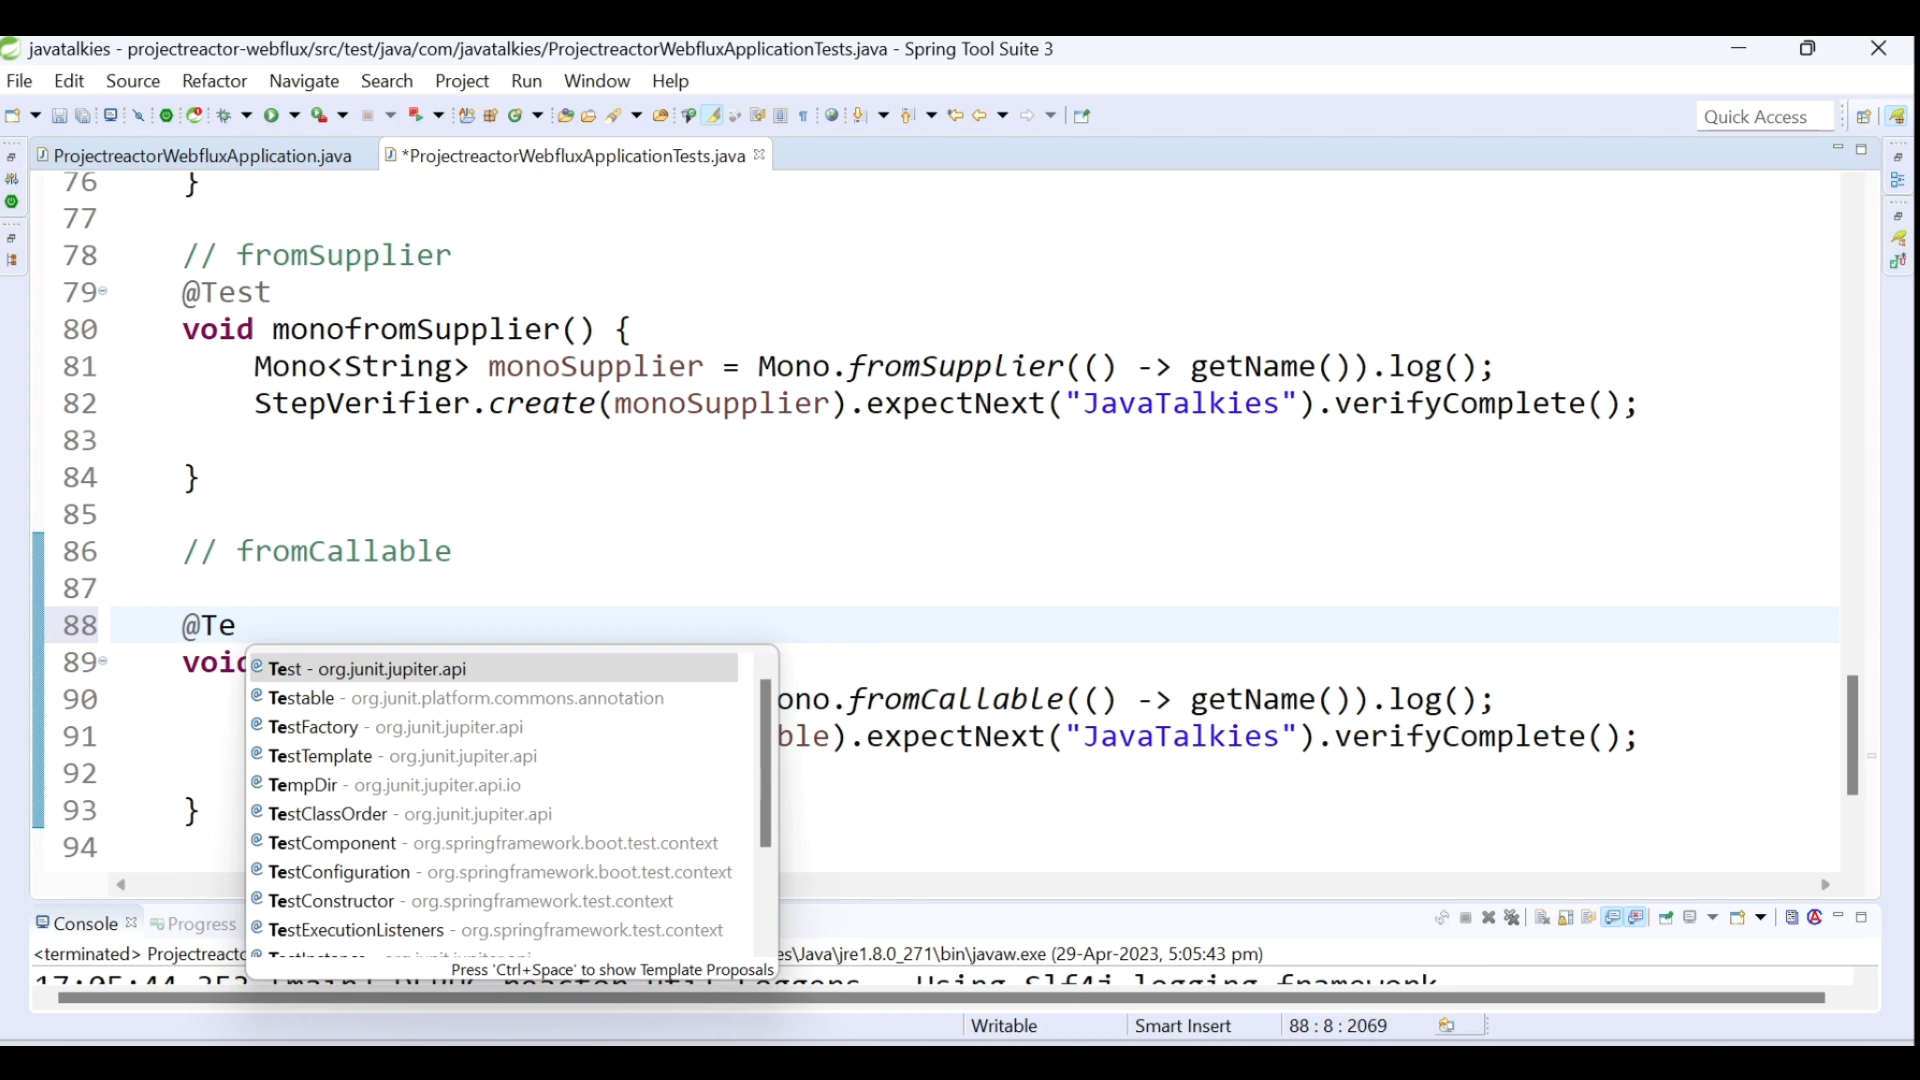 javatalkies - projectreactor-webflux/src/test/java/com/javatalkies/ProjectreactorWebfluxApplicationTests.java - Spring Tool Suite 3
File Edit Source Refactor Navigate Search Project Run Window Help
Quick Access
ProjectreactorWebfluxApplication.java *ProjectreactorWebfluxApplicationTests.java
76 }
77
78 // fromSupplier
79 @Test
80 void monofromSupplier() {
81 Mono<String> monoSupplier = Mono.fromSupplier(() -> getName()).log();
82 StepVerifier.create(monoSupplier).expectNext("JavaTalkies").verifyComplete();
83
84 }
85
86 // fromCallable
87
88 @Te
89 void
90 ono.fromCallable(() -> getName()).log();
91 ble).expectNext("JavaTalkies").verifyComplete();
92
93 }
94
Test - org.junit.jupiter.api
Testable - org.junit.platform.commons.annotation
TestFactory - org.junit.jupiter.api
TestTemplate - org.junit.jupiter.api
TempDir - org.junit.jupiter.api.io
TestClassOrder - org.junit.jupiter.api
TestComponent - org.springframework.boot.test.context
TestConfiguration - org.springframework.boot.test.context
TestConstructor - org.springframework.test.context
TestExecutionListeners - org.springframework.test.context
Press 'Ctrl+Space' to show Template Proposals
Console Progress
<terminated> Projectreacto es\Java\jre1.8.0_271\bin\javaw.exe (29-Apr-2023, 5:05:43 pm)
Using Slf4j logging framework
Writable Smart Insert 88 : 8 : 2069